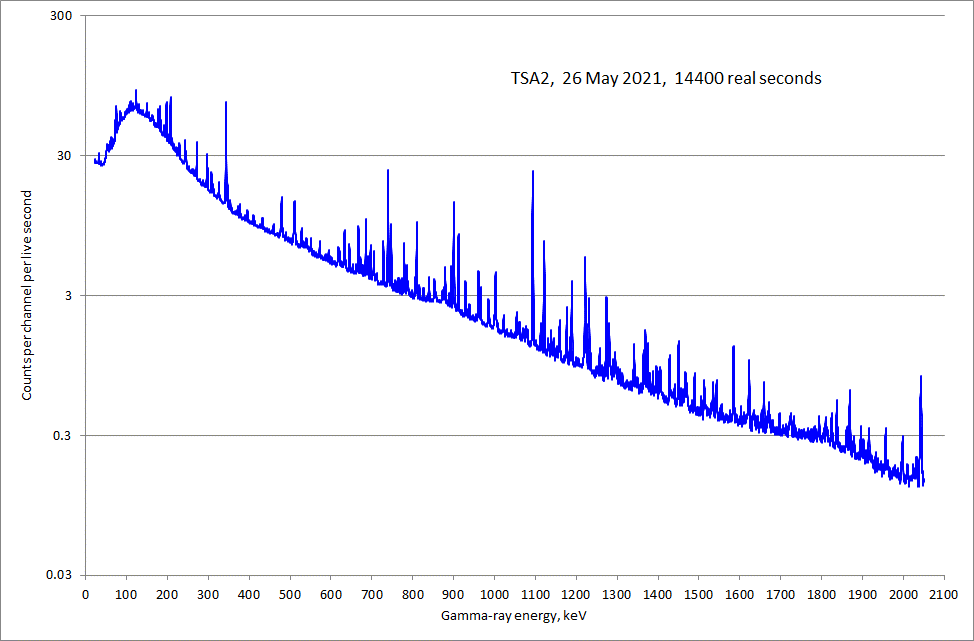 300
TSA2, 26 May 2021, 14400 real seconds
30
3
0.3
0.03
Counts per channel per live second
0 100 200 300 400 500 600 700 800 900 1000 1100 1200 1300 1400 1500 1600 1700 1800 1900 2000 2100
Gamma-ray energy, keV